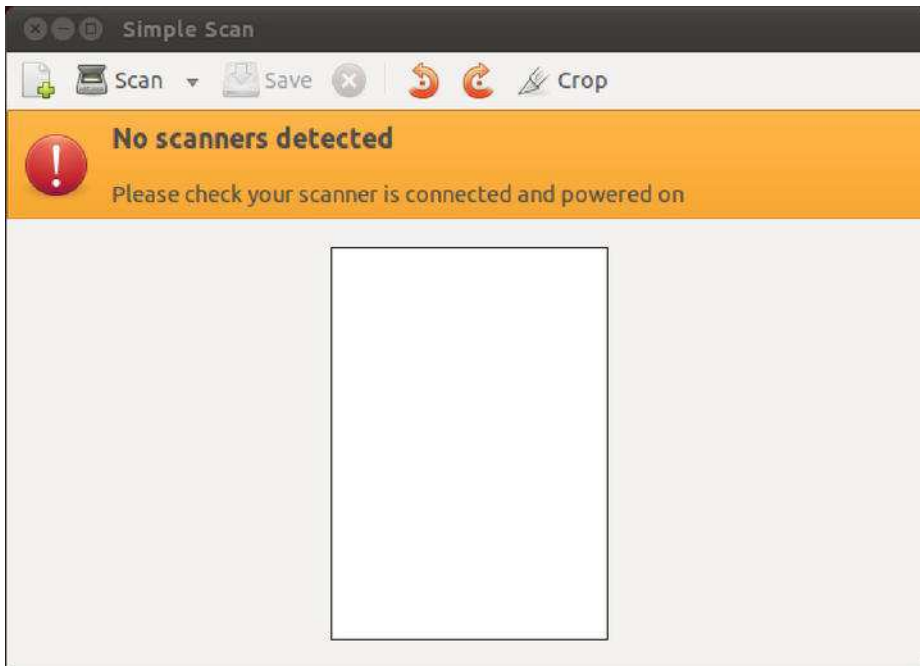 Simple Scan
Scan Save Crop
No scanners detected
Please check your scanner is connected and powered on